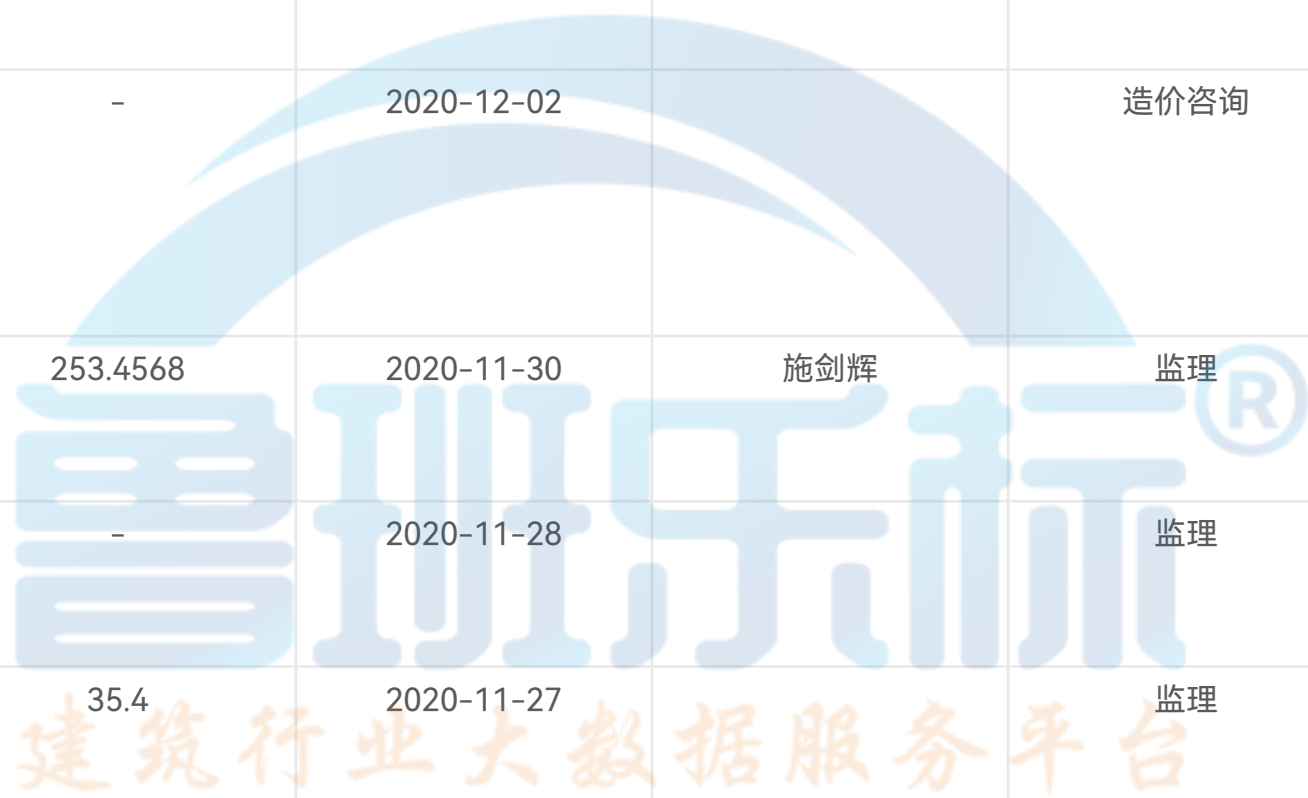 - 2020-12-02 造价咨询
253.4568 2020-11-30 施剑辉 监理
®
鲁班乐标
- 2020-11-28 监理
35.4 2020-11-27 监理
建筑行业大数据服务平台